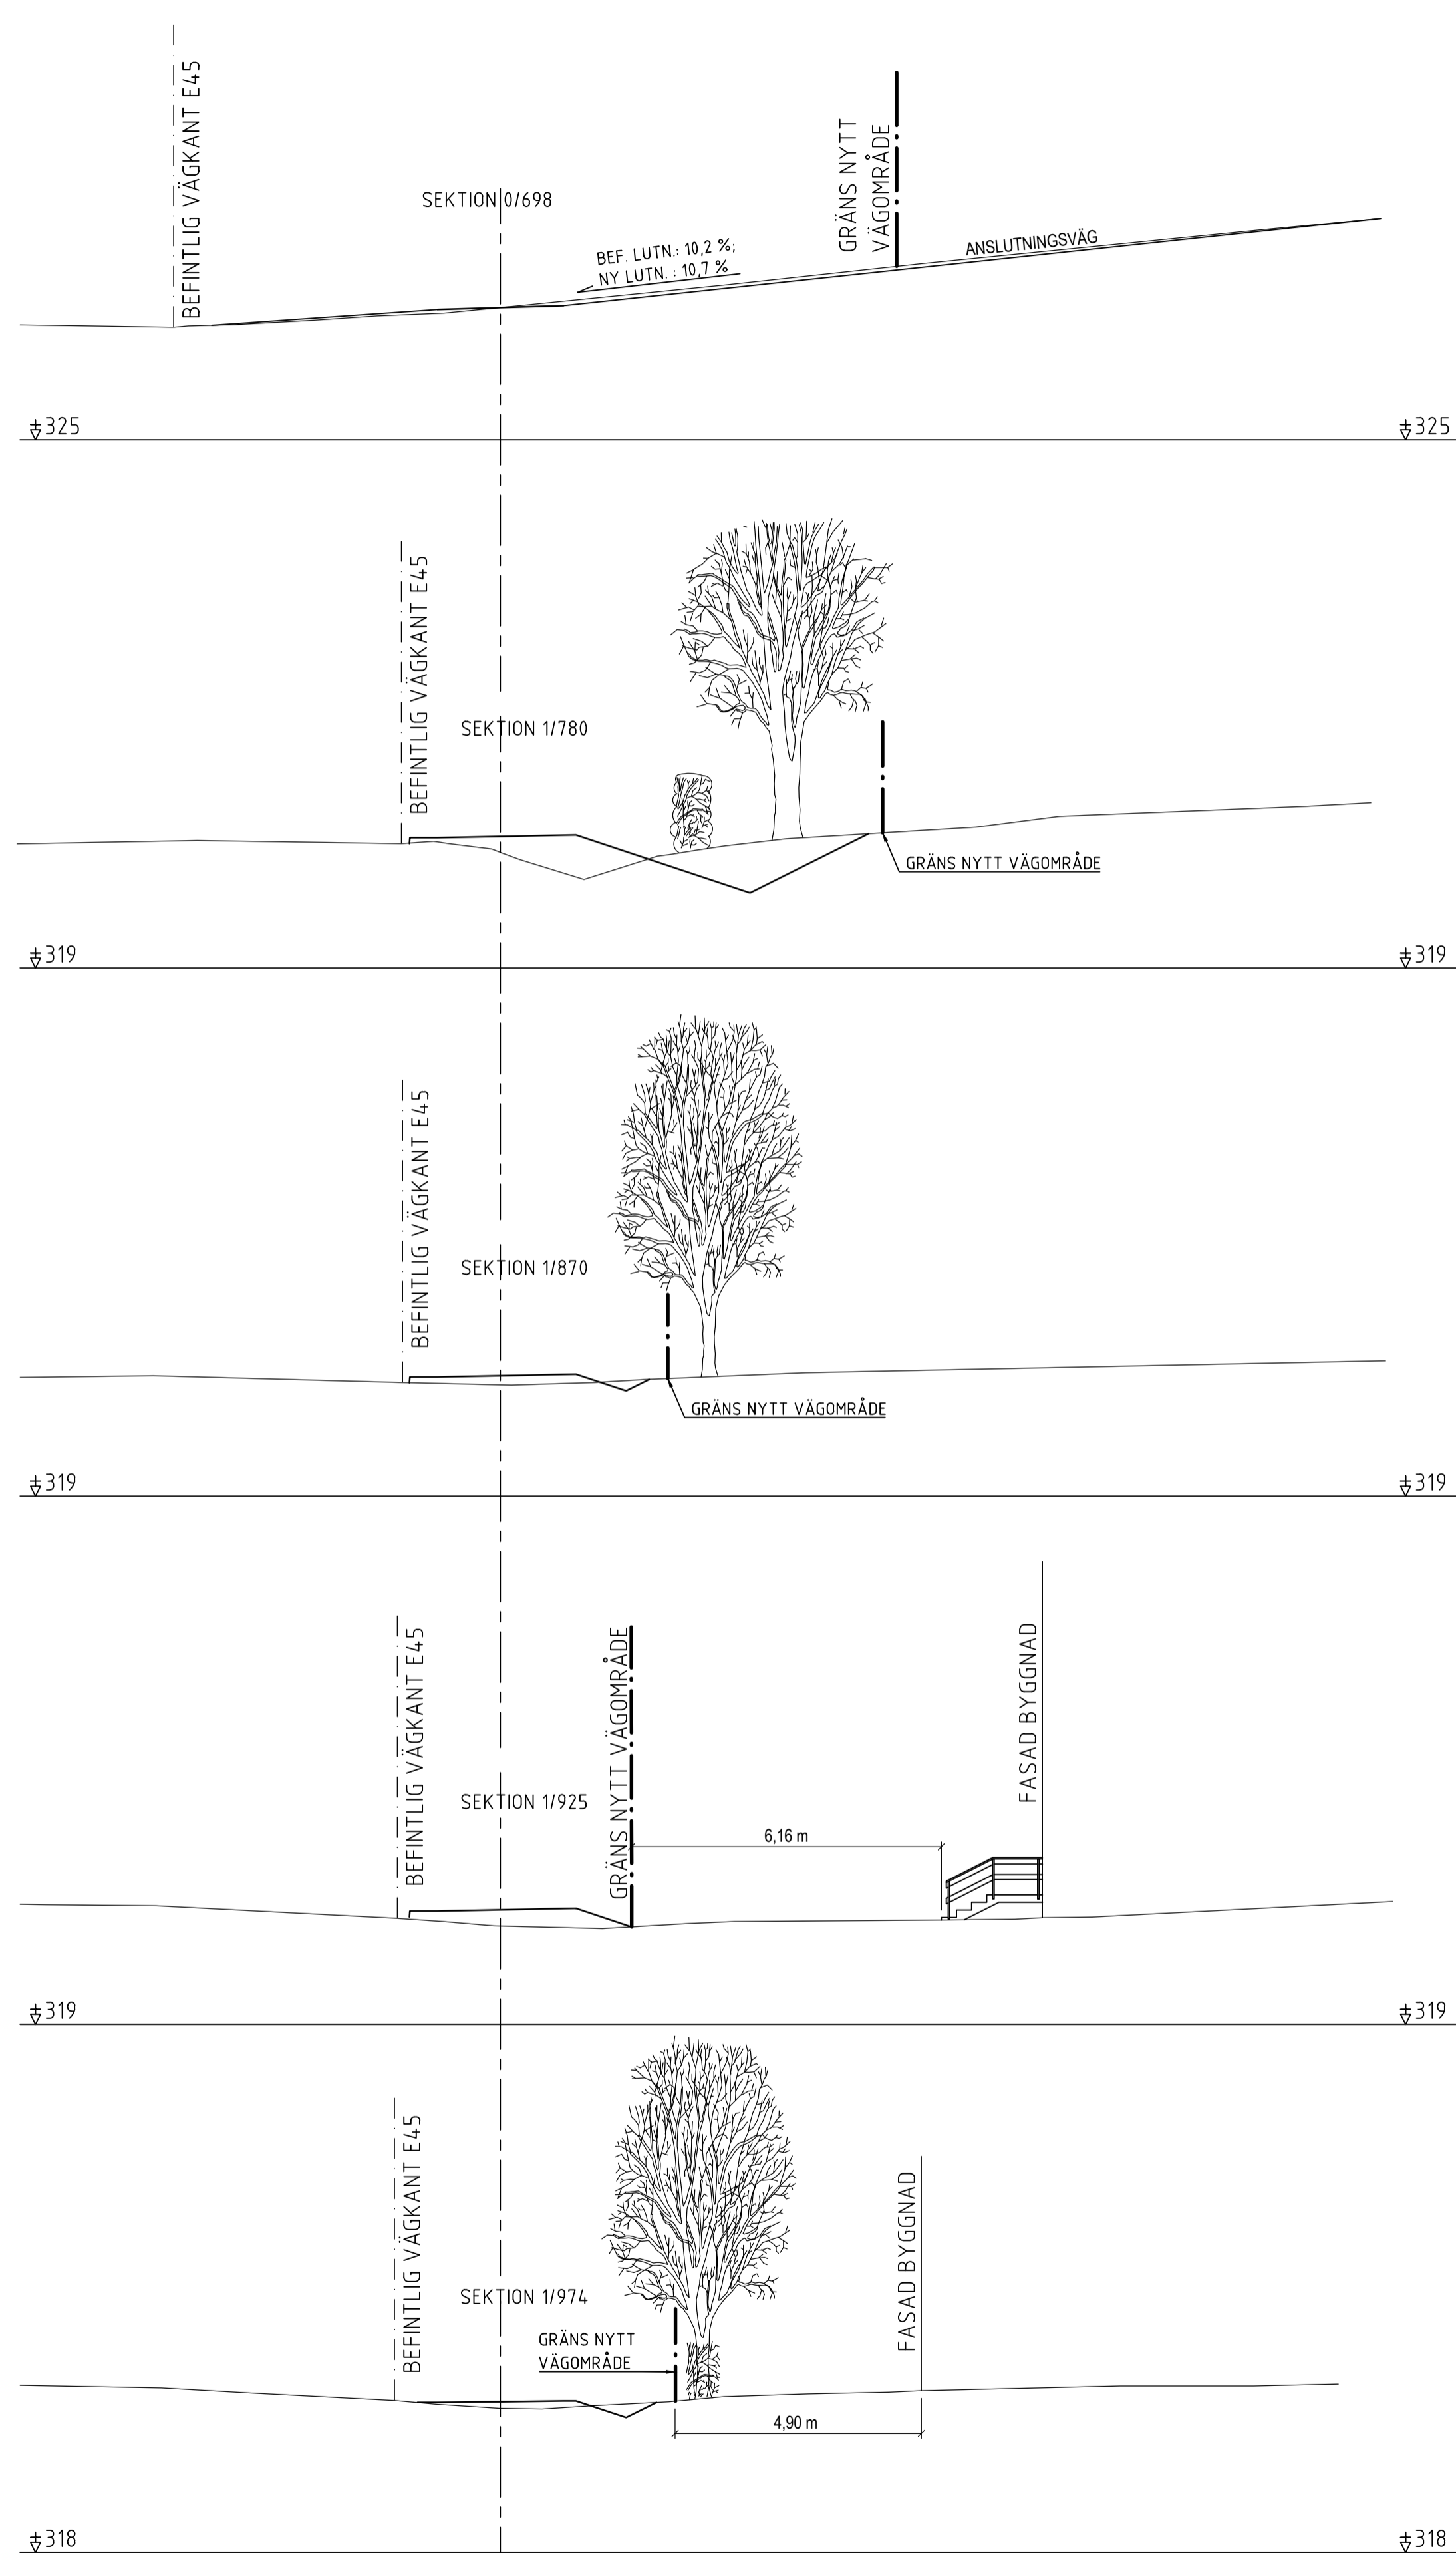 BEFINTLIG VÄGKANT E45
SEKTION 0/698
BEF. LUTN.: 10,2 %;
NY LUTN. : 10,7 %
GRÄNS NYTT
VÄGOMRÅDE
ANSLUTNINGSVÄG
±325
±325
BEFINTLIG VÄGKANT E45
SEKTION 1/780
GRÄNS NYTT VÄGOMRÅDE
±319
±319
BEFINTLIG VÄGKANT E45
SEKTION 1/870
GRÄNS NYTT VÄGOMRÅDE
±319
±319
BEFINTLIG VÄGKANT E45
SEKTION 1/925
GRÄNS NYTT VÄGOMRÅDE
6,16 m
FASAD BYGGNAD
±319
±319
BEFINTLIG VÄGKANT E45
SEKTION 1/974
GRÄNS NYTT
VÄGOMRÅDE
FASAD BYGGNAD
4,90 m
±318
±318